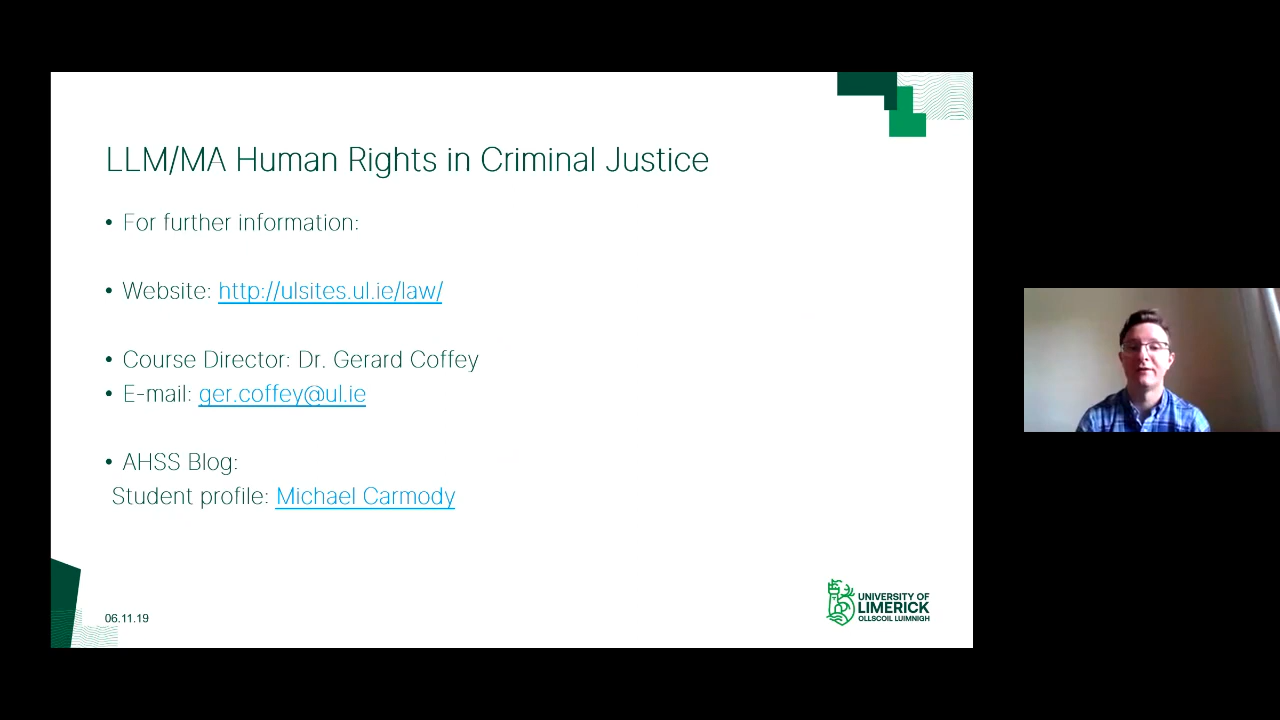 LLM/MA Human Rights in Criminal Justice
• For further information:
• Website: http://ulsites.ul.ie/law/
• Course Director: Dr. Gerard Coffey
• E-mail: ger.coffey@ul.ie
• AHSS Blog:
Student profile: Michael Carmody
06.11.19
UNIVERSITY OF
LIMERICK
OLLSCOIL LUIMNIGH